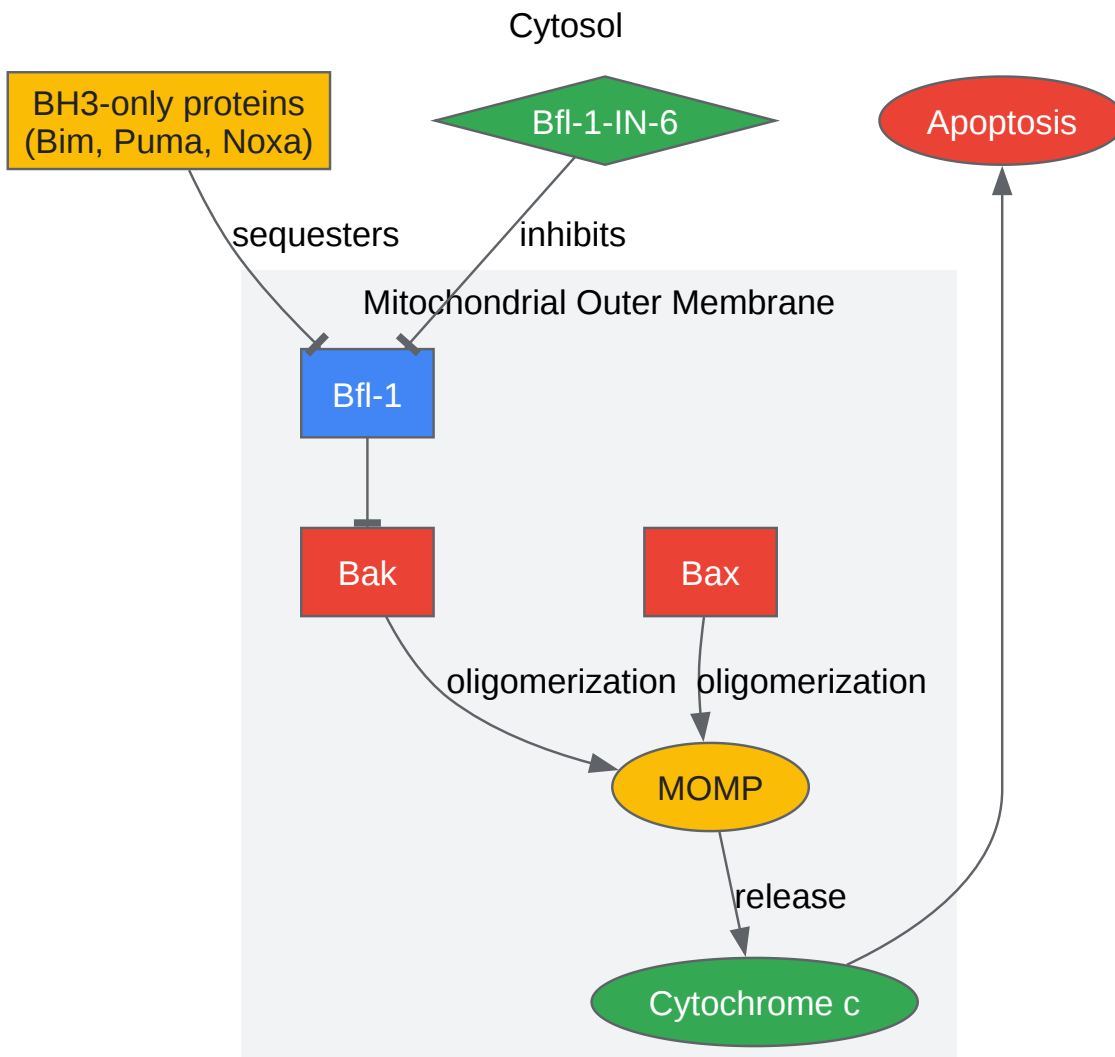 Cytosol
BH3-only proteins
(Bim, Puma, Noxa)
Bfl-1-IN-6
Apoptosis
sequesters
inhibits
Mitochondrial Outer Membrane
Bfl-1
Bak
Bax
oligomerization
oligomerization
MOMP
release
Cytochrome c